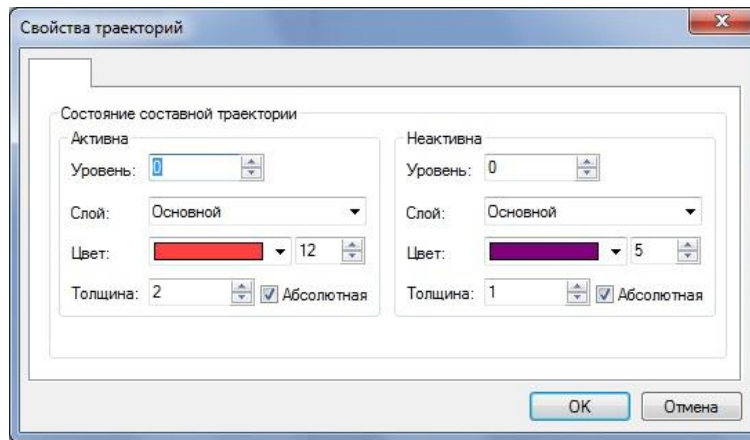 Свойства траекторий
Состояние составной траектории
Активна
Уровень: 0
Слой: Основной
Цвет: 12
Толщина: 2 Абсолютная
Неактивна
Уровень: 0
Слой: Основной
Цвет: 5
Толщина: 1 Абсолютная
OK Отмена